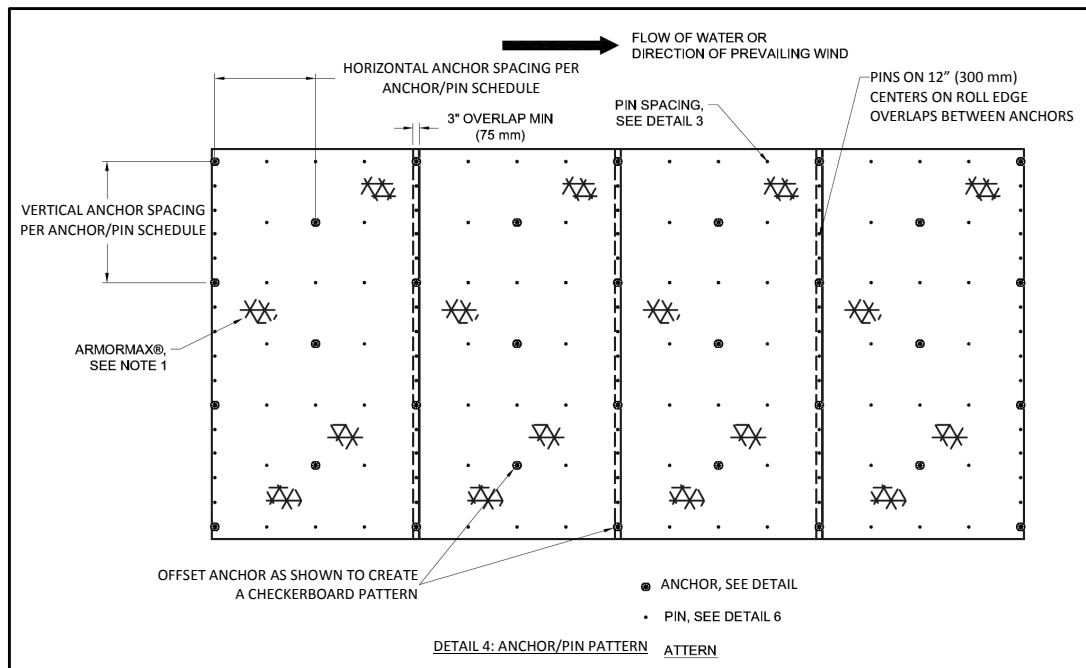 FLOW OF WATER OR
DIRECTION OF PREVAILING WIND
HORIZONTAL ANCHOR SPACING PER
ANCHOR/PIN SCHEDULE
3" OVERLAP MIN
(75 mm)
PIN SPACING,
SEE DETAIL 3
PINS ON 12” (300 mm)
CENTERS ON ROLL EDGE
OVERLAPS BETWEEN ANCHORS
VERTICAL ANCHOR SPACING
PER ANCHOR/PIN SCHEDULE
ARMORMAX®,
SEE NOTE 1
OFFSET ANCHOR AS SHOWN TO CREATE
A CHECKERBOARD PATTERN
ANCHOR, SEE DETAIL
PIN, SEE DETAIL 6
DETAIL 4: ANCHOR/PIN PATTERN ATTERN